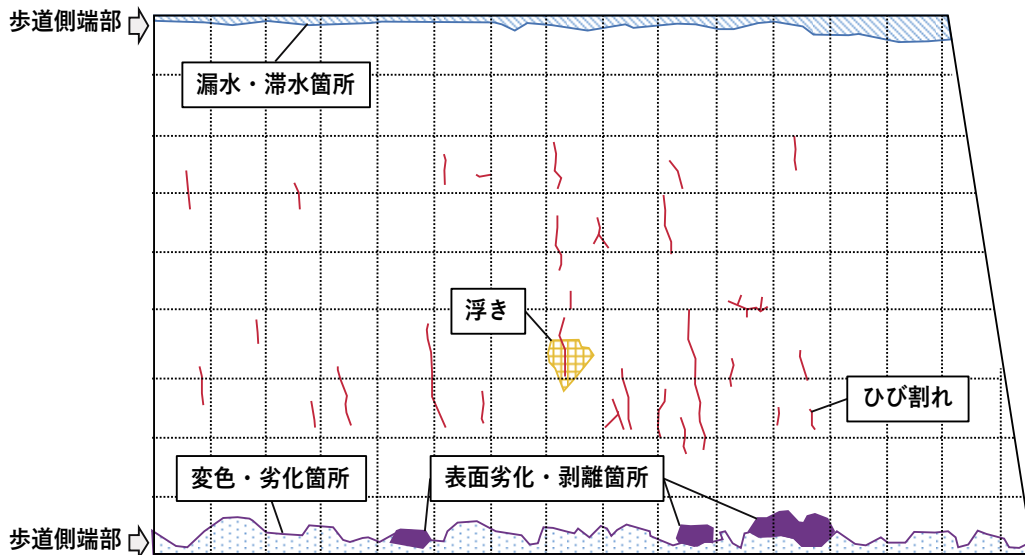 歩道側端部
漏水・滞水箇所
浮き
ひび割れ
変色・劣化箇所
表面劣化・剥離箇所
歩道側端部